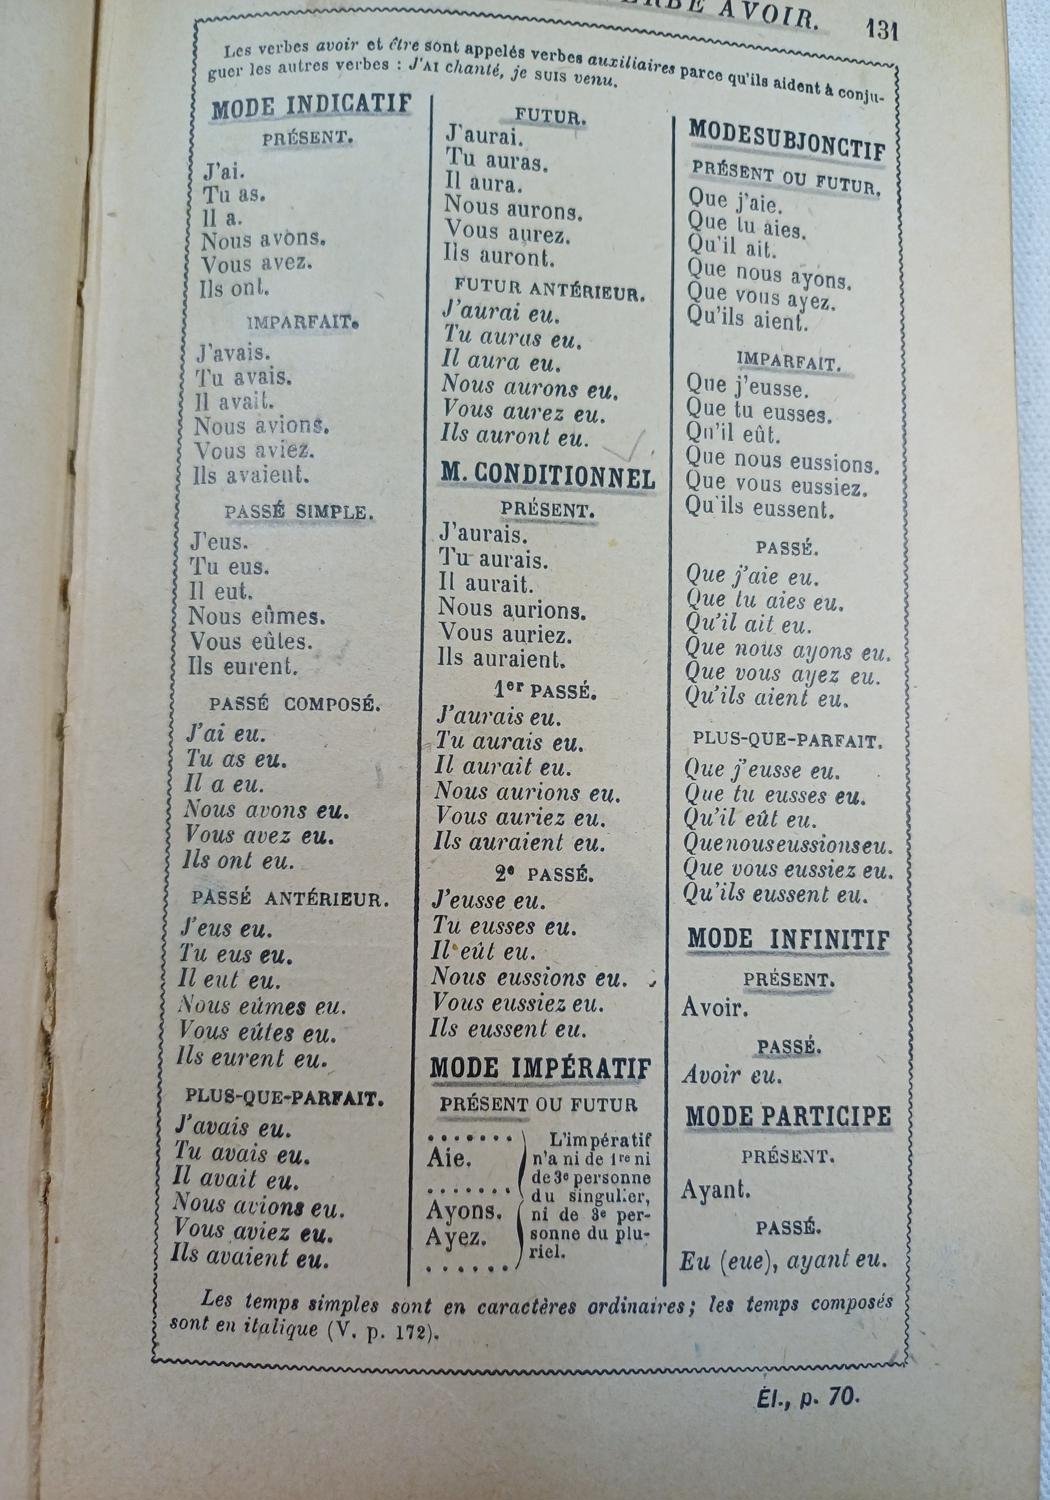 VERBE AVOIR. 131
Les verbes avoir et être sont appelés verbes auxiliaires parce qu'ils aident à conju-
guer les autres verbes : J'AI chanté, je SUIS venu.
MODE INDICATIF
PRÉSENT.
J'ai.
Tu as.
Il a.
Nous avons.
Vous avez.
Ils ont.
IMPARFAIT.
J'avais.
Tu avais.
Il avait.
Nous avions.
Vous aviez.
Ils avaient.
PASSÉ SIMPLE.
J'eus.
Tu eus.
Il eut.
Nous eûmes.
Vous eûtes.
Ils eurent.
PASSÉ COMPOSÉ.
J'ai eu.
Tu as eu.
Il a eu.
Nous avons eu.
Vous avez eu.
Ils ont eu.
PASSÉ ANTÉRIEUR.
J'eus eu.
Tu eus eu.
Il eut eu.
Nous eûmes eu.
Vous eûtes eu.
Ils eurent eu.
PLUS-QUE-PARFAIT.
J'avais eu.
Tu avais eu.
Il avait eu.
Nous avions eu.
Vous aviez eu.
Ils avaient eu.
FUTUR.
J'aurai.
Tu auras.
Il aura.
Nous aurons.
Vous aurez.
Ils auront.
FUTUR ANTÉRIEUR.
J'aurai eu.
Tu auras eu.
Il aura eu.
Nous aurons eu.
Vous aurez eu.
Ils auront eu.
M. CONDITIONNEL
PRÉSENT.
J'aurais.
Tu aurais.
Il aurait.
Nous aurions.
Vous auriez.
Ils auraient.
1er PASSÉ.
J'aurais eu.
Tu aurais eu.
Il aurait eu.
Nous aurions eu.
Vous auriez eu.
Ils auraient eu.
2e PASSÉ.
J'eusse eu.
Tu eusses eu.
Il eût eu.
Nous eussions eu.
Vous eussiez eu.
Ils eussent eu.
MODE IMPÉRATIF
PRÉSENT OU FUTUR
.......
Aie.
.......
Ayons.
Ayez.
......
L'impératif
n'a ni de 1re ni
de 3e personne
du singulier,
ni de 3e per-
sonne du plu-
riel.
MODE SUBJONCTIF
PRÉSENT OU FUTUR.
Que j'aie.
Que tu aies.
Qu'il ait.
Que nous ayons.
Que vous ayez.
Qu'ils aient.
IMPARFAIT.
Que j'eusse.
Que tu eusses.
Qu'il eût.
Que nous eussions.
Que vous eussiez.
Qu'ils eussent.
PASSÉ.
Que j'aie eu.
Que tu aies eu.
Qu'il ait eu.
Que nous ayons eu.
Que vous ayez eu.
Qu'ils aient eu.
PLUS-QUE-PARFAIT.
Que j'eusse eu.
Que tu eusses eu.
Qu'il eût eu.
Que nous eussions eu.
Que vous eussiez eu.
Qu'ils eussent eu.
MODE INFINITIF
PRÉSENT.
Avoir.
PASSÉ.
Avoir eu.
MODE PARTICIPE
PRÉSENT.
Ayant.
PASSÉ.
Eu (eue), ayant eu.
Les temps simples sont en caractères ordinaires; les temps composés
sont en italique (V. p. 172).
Él., p. 70.